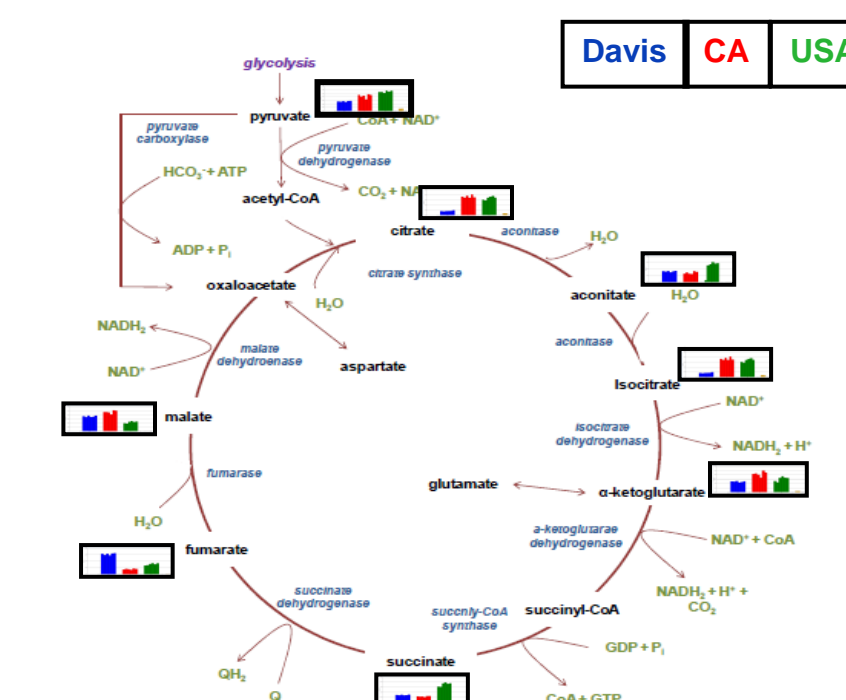 Davis CA USA
glycolysis
pyruvate
CoA + NAD⁺
pyruvate
carboxylase
pyruvate
dehydrogenase
HCO₃⁻ + ATP
CO₂ + NA
acetyl-CoA
citrate
aconitase
H₂O
ADP + Pᵢ
citrate synthase
oxaloacetate
H₂O
aconitate
H₂O
NADH₂
aconitase
malate
dehydroenase
aspartate
NAD⁺
Isocitrate
NAD⁺
malate
isocitrate
dehydrogenase
NADH₂ + H⁺
fumarase
glutamate
α-ketoglutarate
H₂O
a-ketoglutarae
dehydrogenase
NAD⁺ + CoA
fumarate
NADH₂ + H⁺ +
CO₂
succinate
dehydrogenase
succnly-CoA
synthase
succinyl-CoA
GDP + Pᵢ
succinate
QH₂
Q
CoA + GTP